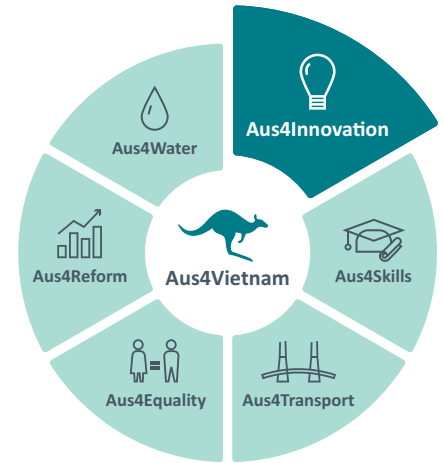 Aus4Innovation
Aus4Water
Aus4Reform
Aus4Vietnam
Aus4Skills
Aus4Equality
Aus4Transport